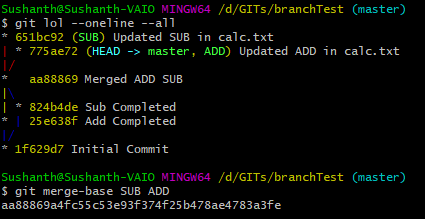 Sushanth@Sushanth-VAIO MINGW64 /d/GITs/branchTest (master)
$ git lol --oneline --all
* 651bc92 (SUB) Updated SUB in calc.txt
| * 775ae72 (HEAD -> master, ADD) Updated ADD in calc.txt
|/
*   aa88869 Merged ADD SUB
|\
| * 824b4de Sub Completed
* | 25e638f Add Completed
|/
* 1f629d7 Initial Commit
Sushanth@Sushanth-VAIO MINGW64 /d/GITs/branchTest (master)
$ git merge-base SUB ADD
aa88869a4fc55c53e93f374f25b478ae4783a3fe